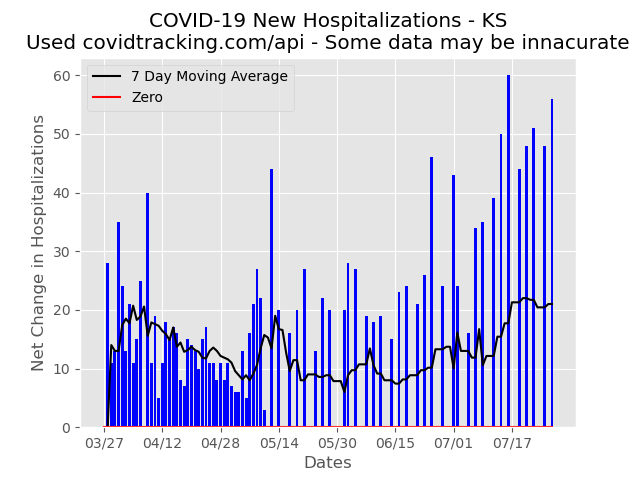 COVID-19 New Hospitalizations - KS
Used covidtracking.com/api - Some data may be innacurate
7 Day Moving Average
Zero
Net Change in Hospitalizations
60
50
40
30
20
10
0
03/27 04/12 04/28 05/14 05/30 06/15 07/01 07/17
Dates